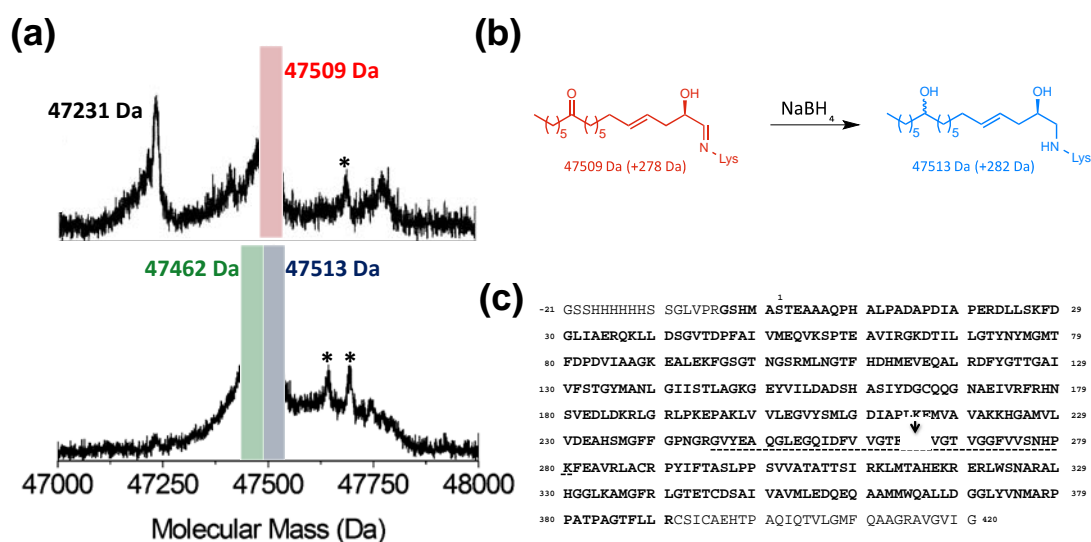 (a)
47231 Da
47509 Da
*
47462 Da
47513 Da
* *
47000 47250 47500 47750 48000
Molecular Mass (Da)
(b)
O OH
5 5
N
Lys
47509 Da (+278 Da)
NaBH4
OH OH
5 5
HN
Lys
47513 Da (+282 Da)
(c)
1
-21 GSSHHHHHHS SGLVPRGSHM ASTEAAAQPH ALPADAPDIA PERDLLSKFD 29
30 GLIAERQKLL DSGVTDPFAI VMEQVKSPTE AVIRGKDTIL LGTYNYMGMT 79
80 FDPDVIAAGK EALEKFGSGT NGSRMLNGTF HDHMEVEQAL RDFYGTTGAI 129
130 VFSTGYMANL GIISTLAGKG EYVILDADSH ASIYDGCQQG NAEIVRFRHN 179
180 SVEDLDKRLG RLPKEPAKLV VLEGVYSMLG VAKKHGAMVL 229
230 VDEAHSMGFF GPNGRGVYEA QGLEGQIDFV VGTV VGGFVVSNHP 279
280 KFEAVRLACR PYIFTASLPP SVVATATTSI RKLMTAHEKR ERLWSNARAL 329
330 HGGLKAMGFR LGTETCDSAI VAVMLEDQEQ AAMMWQALLD GGLYVNMARP 379
380 PATPAGTFLL RCSICAEHTP AQIQTVLGMF QAAGRAVGVI G 420